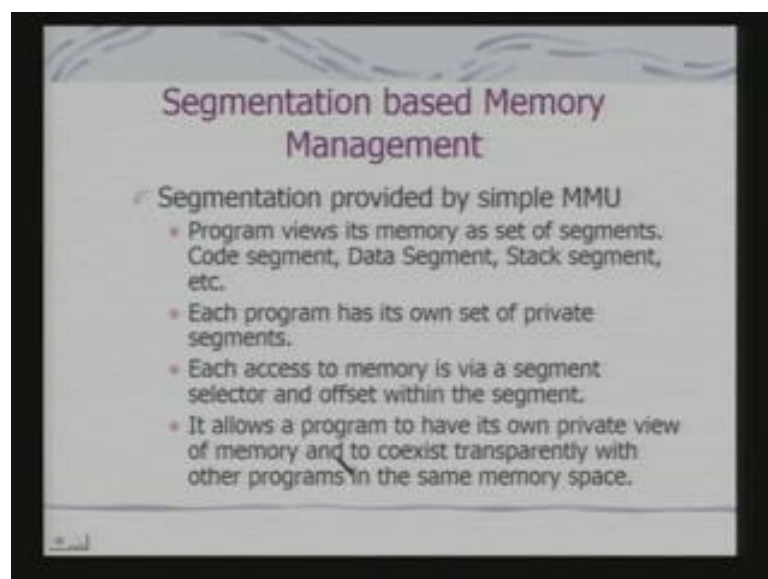 Segmentation based Memory
Management
Segmentation provided by simple MMU
Program views its memory as set of segments.
Code segment, Data Segment, Stack segment,
etc.
Each program has its own set of private
segments.
Each access to memory is via a segment
selector and offset within the segment.
It allows a program to have its own private view
of memory and to coexist transparently with
other programs in the same memory space.